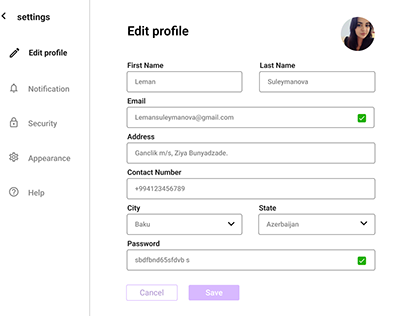 settings
Edit profile
Notification
Security
Appearance
Help
Edit profile
First Name
Last Name
Leman
Suleymanova
Email
Lemansuleymanova@gmail.com
Address
Ganclik m/s, Ziya Bunyadzade.
Contact Number
+994123456789
City
State
Baku
Azerbaijan
Password
sbdfbnd65sfdvb s
Cancel
Save